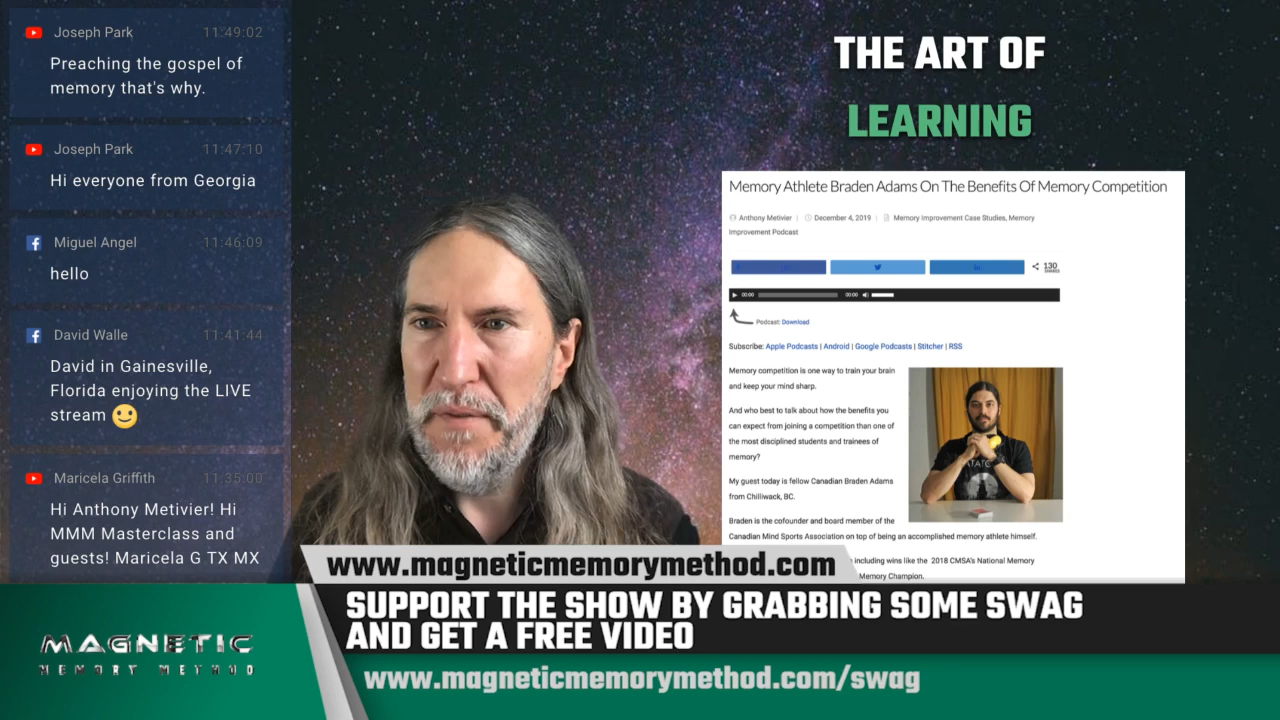 Joseph Park 11:49:02
Preaching the gospel of
memory that's why.
Joseph Park 11:47:10
Hi everyone from Georgia
Miguel Angel 11:46:09
hello
David Walle 11:41:44
David in Gainesville,
Florida enjoying the LIVE
stream
Maricela Griffith 11:35:00
Hi Anthony Metivier! Hi
MMM Masterclass and
guests! Maricela G TX MX
THE ART OF
LEARNING
Memory Athlete Braden Adams On The Benefits Of Memory Competition
Anthony Metivier | December 4, 2019 | Memory Improvement Case Studies, Memory
Improvement Podcast
130
SHARES
00:00 00:00
Podcast: Download
Subscribe: Apple Podcasts | Android | Google Podcasts | Stitcher | RSS
Memory competition is one way to train your brain
and keep your mind sharp.
And who best to talk about how the benefits you
can expect from joining a competition than one of
the most disciplined students and trainees of
memory?
My guest today is fellow Canadian Braden Adams
from Chilliwack, BC.
Braden is the cofounder and board member of the
Canadian Mind Sports Association on top of being an accomplished memory athlete himself.
including wins like the 2018 CMSA's National Memory
Memory Champion.
www.magneticmemorymethod.com
SUPPORT THE SHOW BY GRABBING SOME SWAG
AND GET A FREE VIDEO
www.magneticmemorymethod.com/swag
MAGNETIC
MEMORY METHOD